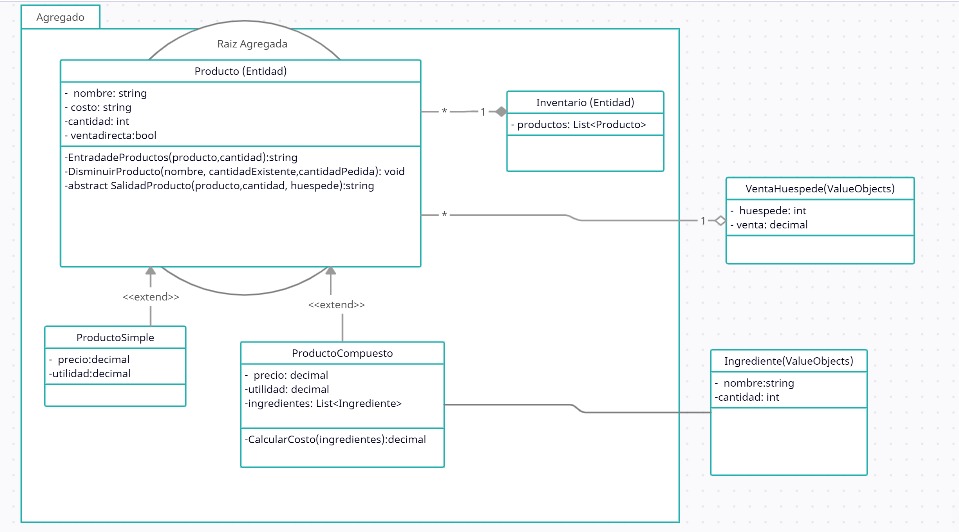 Agregado
Raiz Agregada
Producto (Entidad)
- nombre: string
- costo: string
-cantidad: int
- ventadirecta:bool
-EntradadeProductos(producto,cantidad):string
-DisminuirProducto(nombre, cantidadExistente,cantidadPedida): void
-abstract SalidadProducto(producto,cantidad, huespede):string
* 1
Inventario (Entidad)
- productos: List<Producto>
* 1
VentaHuespede(ValueObjects)
- huespede: int
- venta: decimal
<<extend>>
<<extend>>
ProductoSimple
- precio:decimal
-utilidad:decimal
ProductoCompuesto
- precio: decimal
-utilidad: decimal
-ingredientes: List<Ingrediente>
-CalcularCosto(ingredientes):decimal
Ingrediente(ValueObjects)
- nombre:string
-cantidad: int